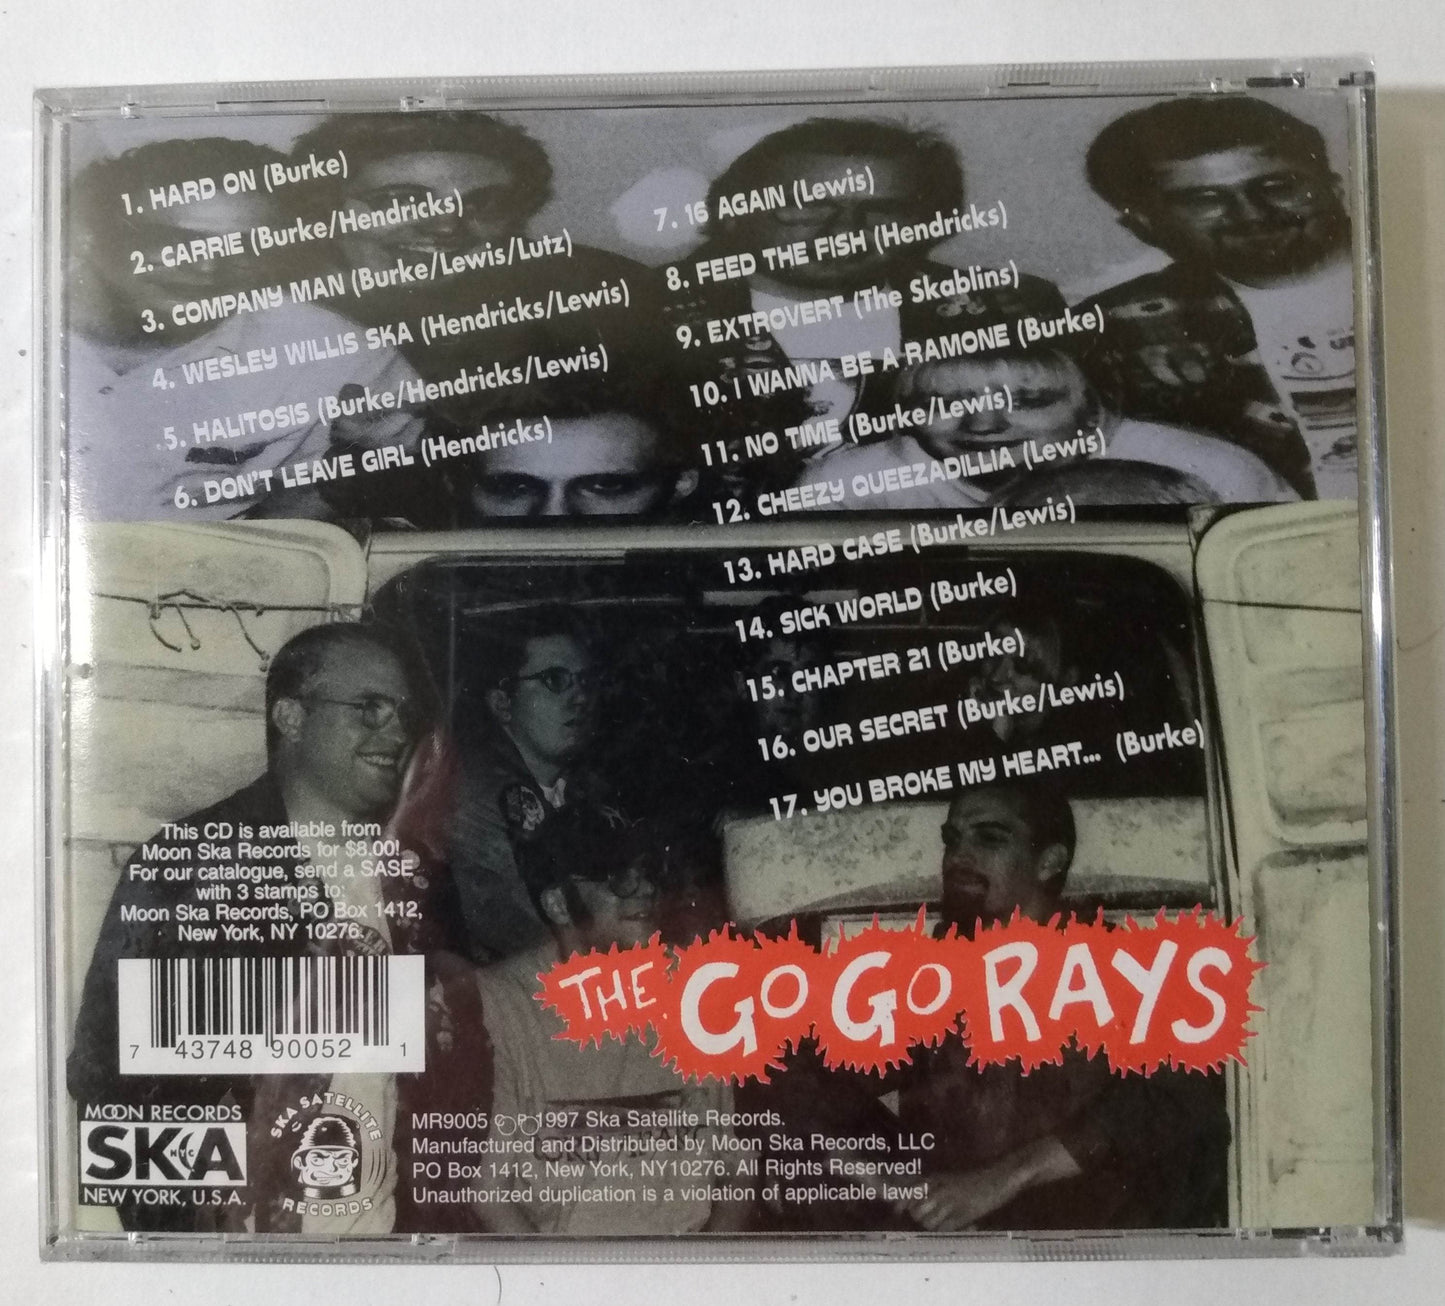 1. HARD ON (Burke)
2. CARRIE (Burke/Hendricks)
3. COMPANY MAN (Burke/Lewis/Lutz)
4. WESLEY WILLIS SKA (Hendricks/Lewis)
5. HALITOSIS (Burke/Hendricks/Lewis)
6. DON'T LEAVE GIRL (Hendricks)
7. 16 AGAIN (Lewis)
8. FEED THE FISH (Hendricks)
9. EXTROVERT (The Skablins)
10. I WANNA BE A RAMONE (Burke)
11. NO TIME (Burke/Lewis)
12. CHEEZY QUEEZADILLIA (Lewis)
13. HARD CASE (Burke/Lewis)
14. SICK WORLD (Burke)
15. CHAPTER 21 (Burke)
16. OUR SECRET (Burke/Lewis)
17. YOU BROKE MY HEART... (Burke)
This CD is available from
Moon Ska Records for $8.00!
For our catalogue, send a SASE
with 3 stamps to:
Moon Ska Records, PO Box 1412,
New York, NY 10276.
7 43748 90052 1
THE GO GO RAYS
MOON RECORDS
SKA
NYC
NEW YORK, U.S.A.
SKA SATELLITE
RECORDS
MR9005 ©℗1997 Ska Satellite Records.
Manufactured and Distributed by Moon Ska Records, LLC
PO Box 1412, New York, NY10276. All Rights Reserved!
Unauthorized duplication is a violation of applicable laws!